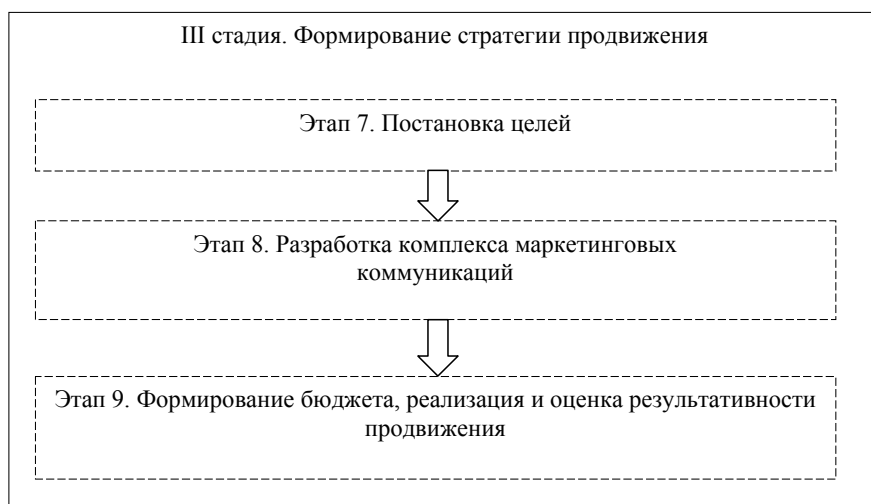 III стадия. Формирование стратегии продвижения
Этап 7. Постановка целей
Этап 8. Разработка комплекса маркетинговых
коммуникаций
Этап 9. Формирование бюджета, реализация и оценка результативности
продвижения